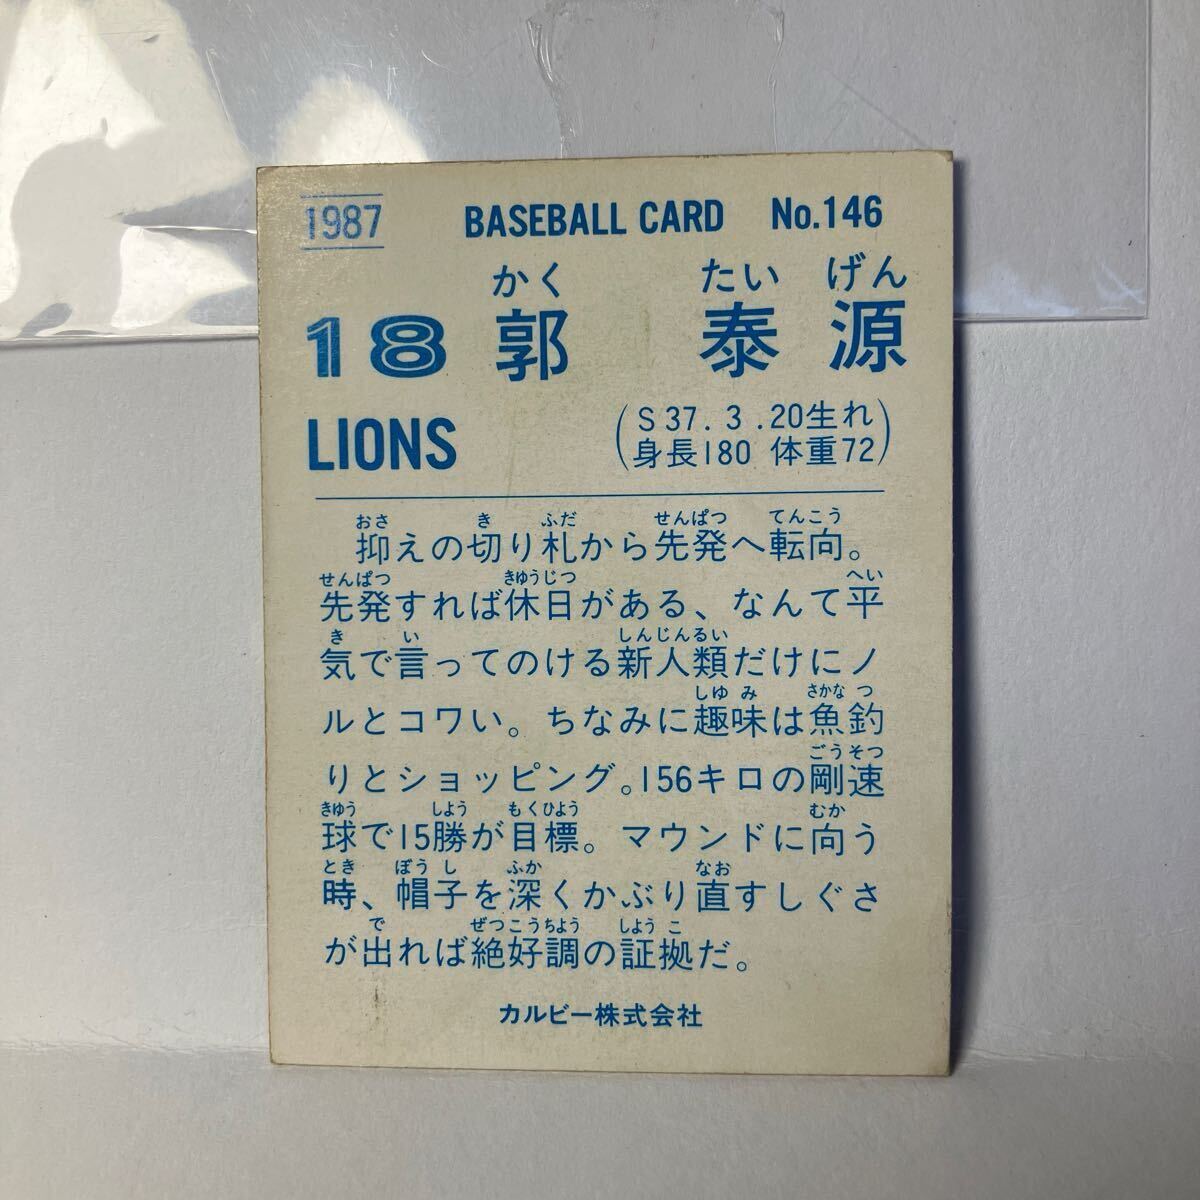 1987 BASEBALL CARD No.146
かく たい げん
18 郭 泰 源
LIONS
(S37.3.20生れ
身長180 体重72)
おさ き ふだ せんぱつ てんこう
抑えの切り札から先発へ転向。
せんぱつ きゆうじつ へい
先発すれば休日がある、なんて平
き い しんじんるい
気で言ってのける新人類だけにノ
しゆ み さかな つ
ルとコワい。ちなみに趣味は魚釣
ごうそつ
りとショッピング。156キロの剛速
きゆう しよう もくひよう むか
球で15勝が目標。マウンドに向う
とき ぼう し ふか なお
時、帽子を深くかぶり直すしぐさ
で ぜつこうちよう しよう こ
が出れば絶好調の証拠だ。
カルビー株式会社